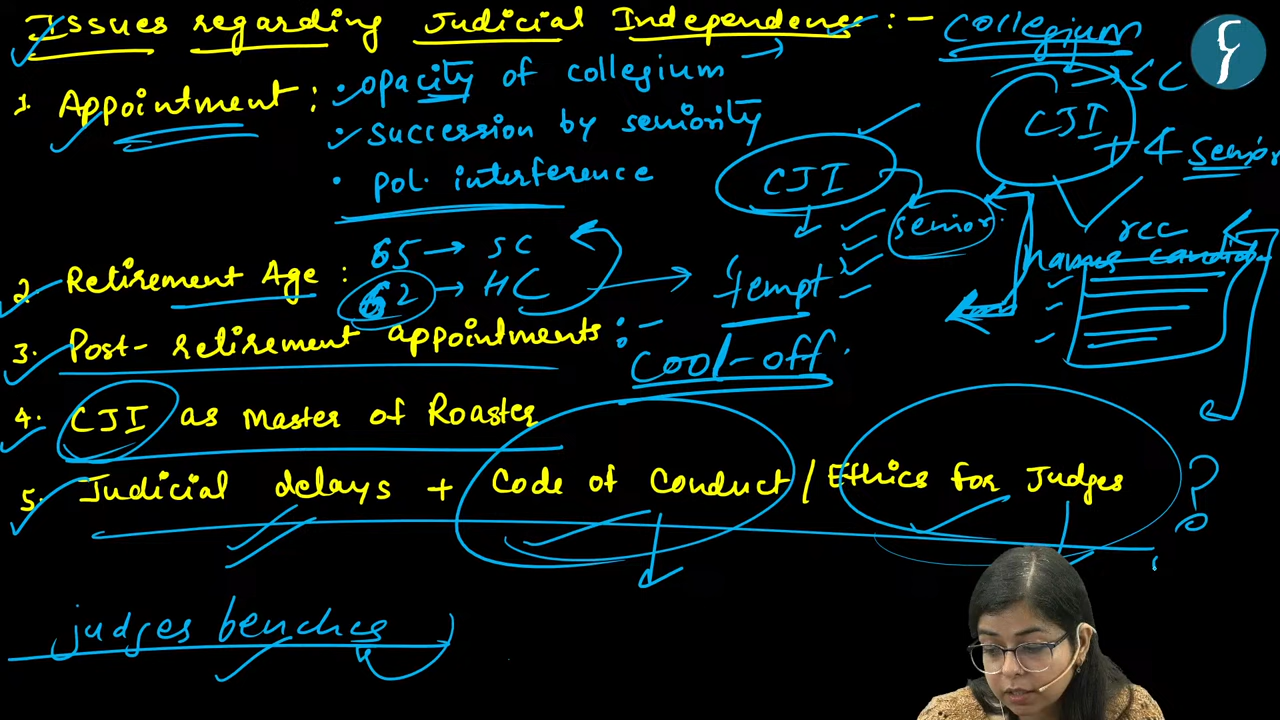 Issues regarding Judicial Independence :-
Collegium
1. Appointment :
• opacity of collegium →
• succession by seniority
• pol. interference
CJI
senior
→ SC
CJI
+ 4 senior
rec
names
2. Retirement Age :
65 → SC
62 → HC
→ tempt
3. Post-retirement appointments :-
cool-off
4. CJI as Master of Roaster
5. Judicial delays + Code of Conduct / Ethics for Judges
?
judges benches